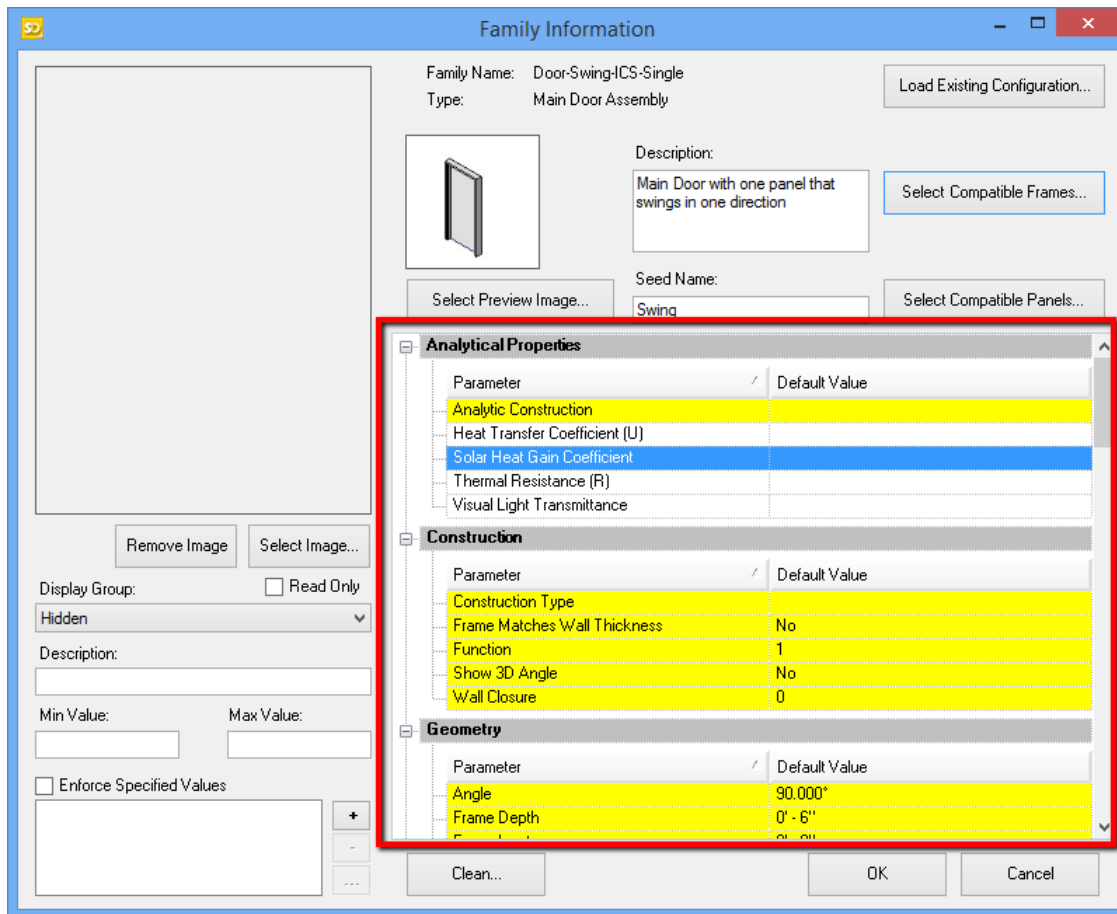 SD
Family Information
Family Name: Door-Swing-ICS-Single
Type: Main Door Assembly
Load Existing Configuration...
Description:
Main Door with one panel that
swings in one direction
Select Compatible Frames...
Select Preview Image...
Seed Name:
Swing
Select Compatible Panels...
Analytical Properties
Parameter Default Value
Analytic Construction
Heat Transfer Coefficient (U)
Solar Heat Gain Coefficient
Thermal Resistance (R)
Visual Light Transmittance
Construction
Parameter Default Value
Construction Type
Frame Matches Wall Thickness No
Function 1
Show 3D Angle No
Wall Closure 0
Geometry
Parameter Default Value
Angle 90.000°
Frame Depth 0' - 6"
Remove Image
Select Image...
Display Group:
Read Only
Hidden
Description:
Min Value: Max Value:
Enforce Specified Values
+
-
...
Clean...
OK
Cancel